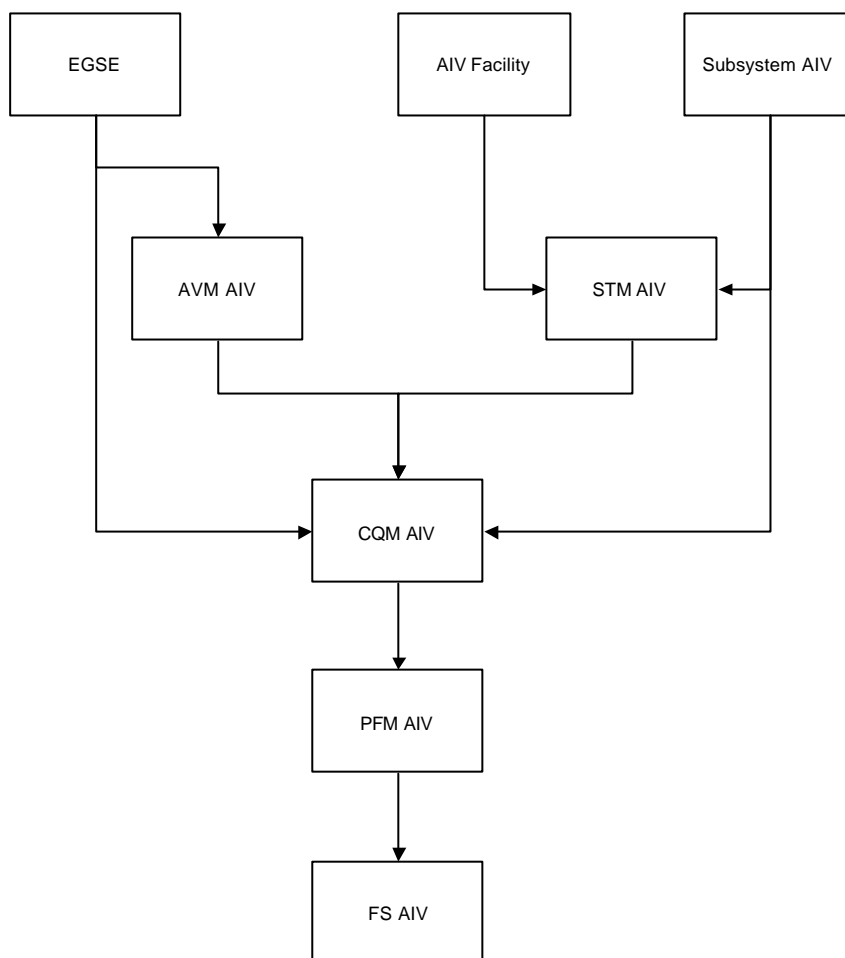 EGSE
AIV Facility
Subsystem AIV
AVM AIV
STM AIV
CQM AIV
PFM AIV
FS AIV